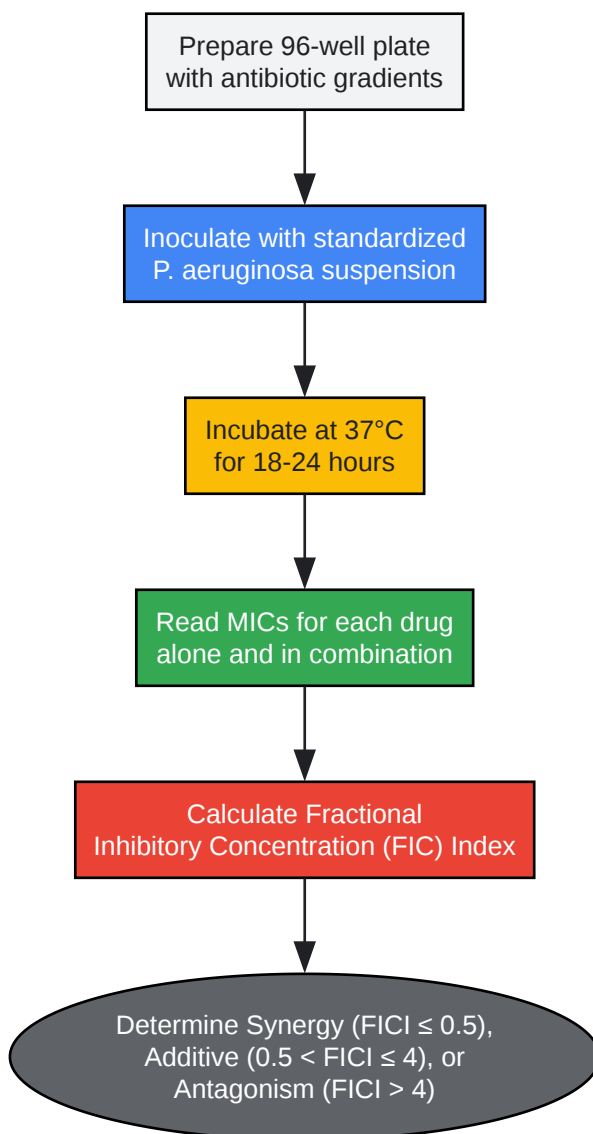 Prepare 96-well plate
with antibiotic gradients
Inoculate with standardized
P. aeruginosa suspension
Incubate at 37°C
for 18-24 hours
Read MICs for each drug
alone and in combination
Calculate Fractional
Inhibitory Concentration (FIC) Index
Determine Synergy (FICI ≤ 0.5),
Additive (0.5 < FICI ≤ 4), or
Antagonism (FICI > 4)